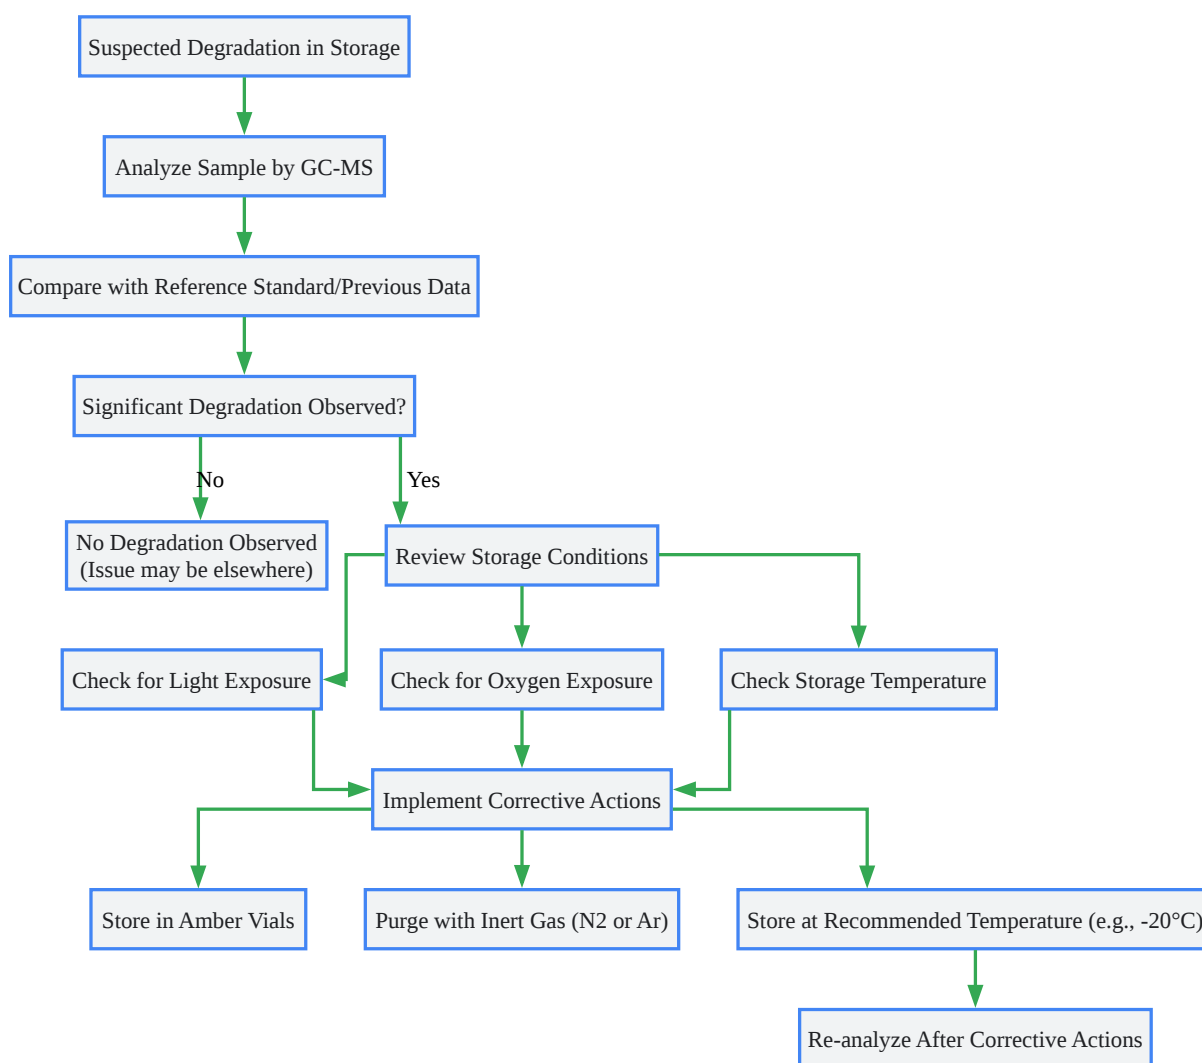 Suspected Degradation in Storage
Analyze Sample by GC-MS
Compare with Reference Standard/Previous Data
Significant Degradation Observed?
No
Yes
No Degradation Observed
(Issue may be elsewhere)
Review Storage Conditions
Check for Light Exposure
Check for Oxygen Exposure
Check Storage Temperature
Implement Corrective Actions
Store in Amber Vials
Purge with Inert Gas (N2 or Ar)
Store at Recommended Temperature (e.g., -20°C)
Re-analyze After Corrective Actions